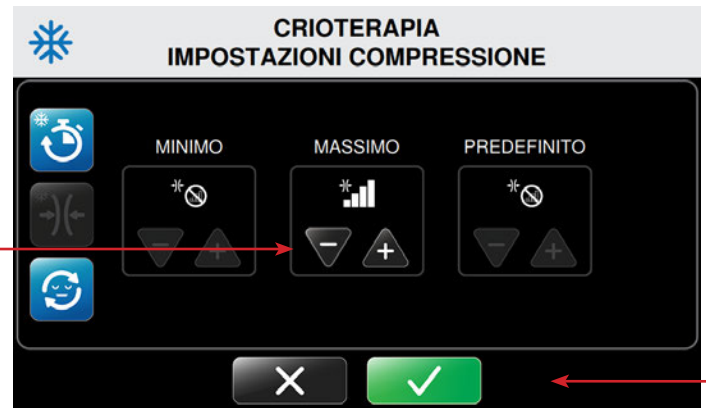 CRIOTERAPIA
IMPOSTAZIONI COMPRESSIONE
MINIMO
MASSIMO
PREDEFINITO